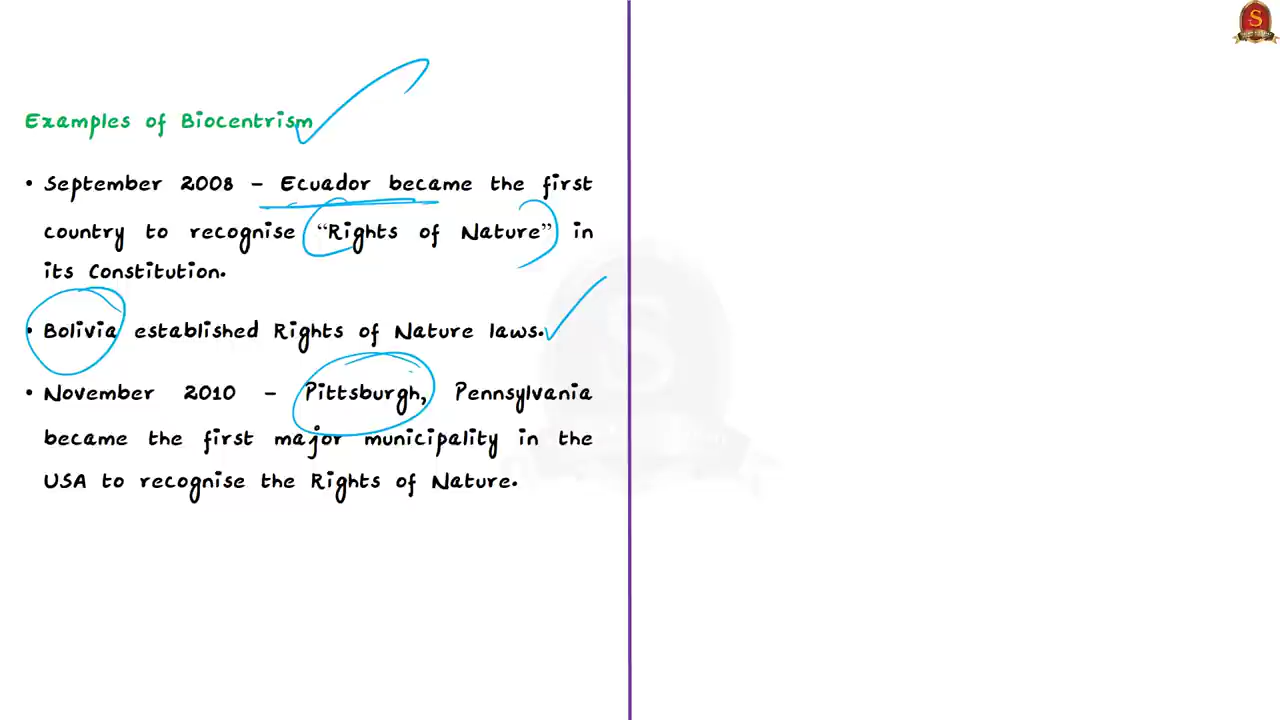 Examples of Biocentrism
• September 2008 – Ecuador became the first
country to recognise “Rights of Nature” in
its Constitution.
• Bolivia established Rights of Nature laws.
• November 2010 – Pittsburgh, Pennsylvania
became the first major municipality in the
USA to recognise the Rights of Nature.
S